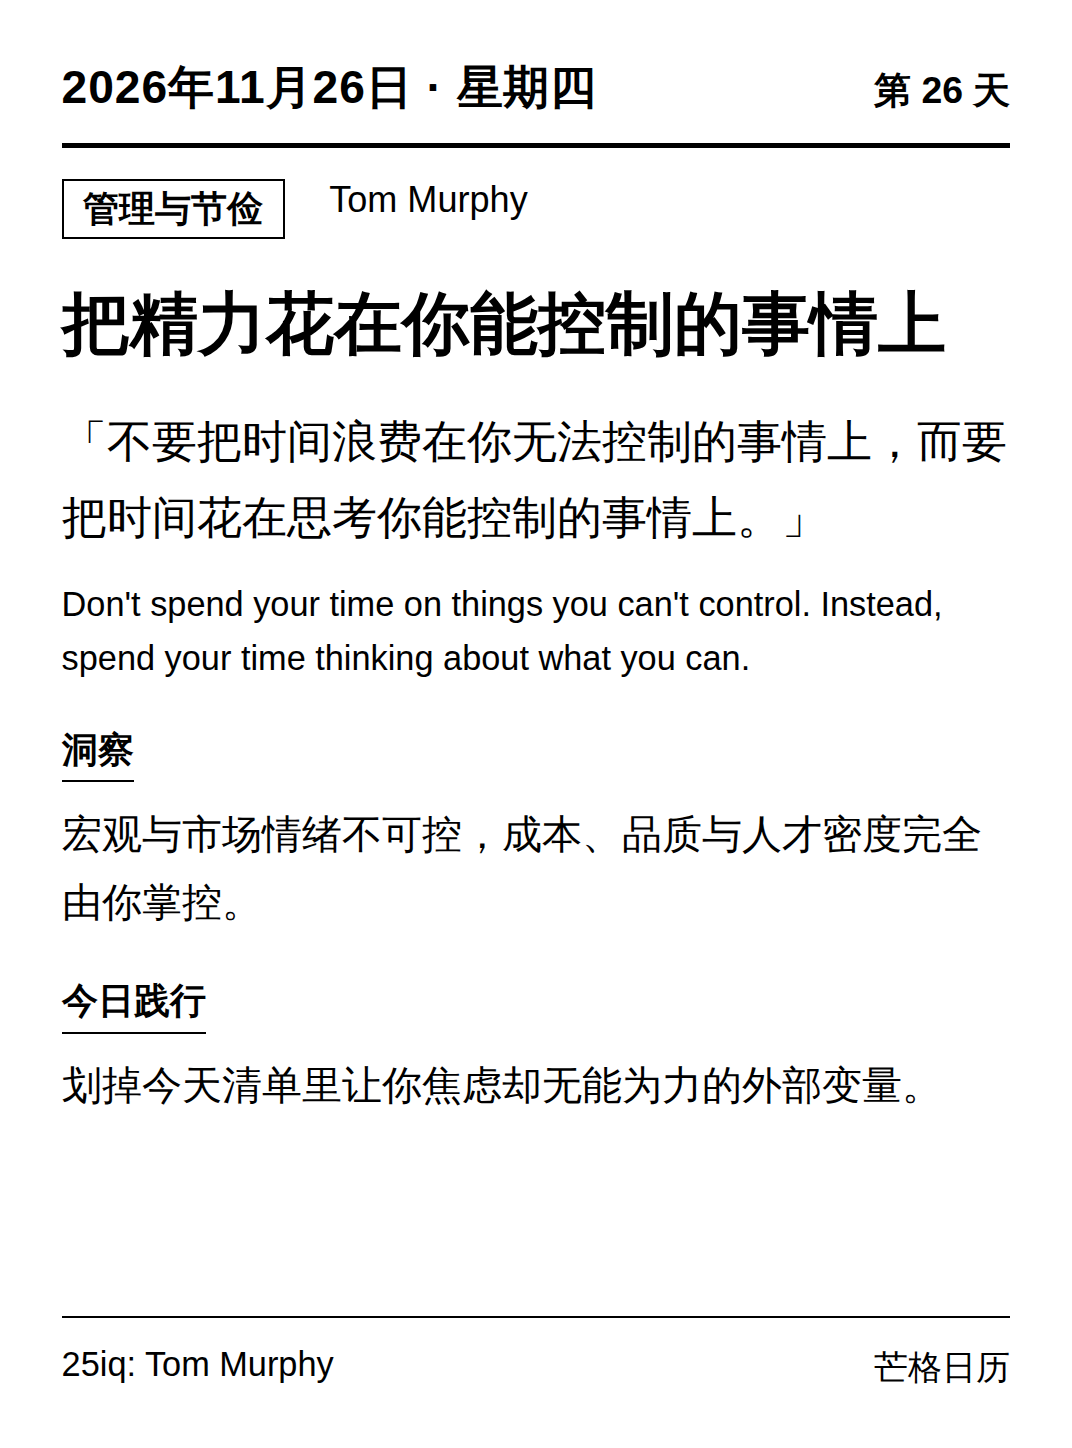 2026年11月26日 · 星期四
第 26 天
管理与节俭
Tom Murphy
把精力花在你能控制的事情上
「不要把时间浪费在你无法控制的事情上，而要
把时间花在思考你能控制的事情上。」
Don't spend your time on things you can't control. Instead,
spend your time thinking about what you can.
洞察
宏观与市场情绪不可控，成本、品质与人才密度完全
由你掌控。
今日践行
划掉今天清单里让你焦虑却无能为力的外部变量。
25iq: Tom Murphy
芒格日历